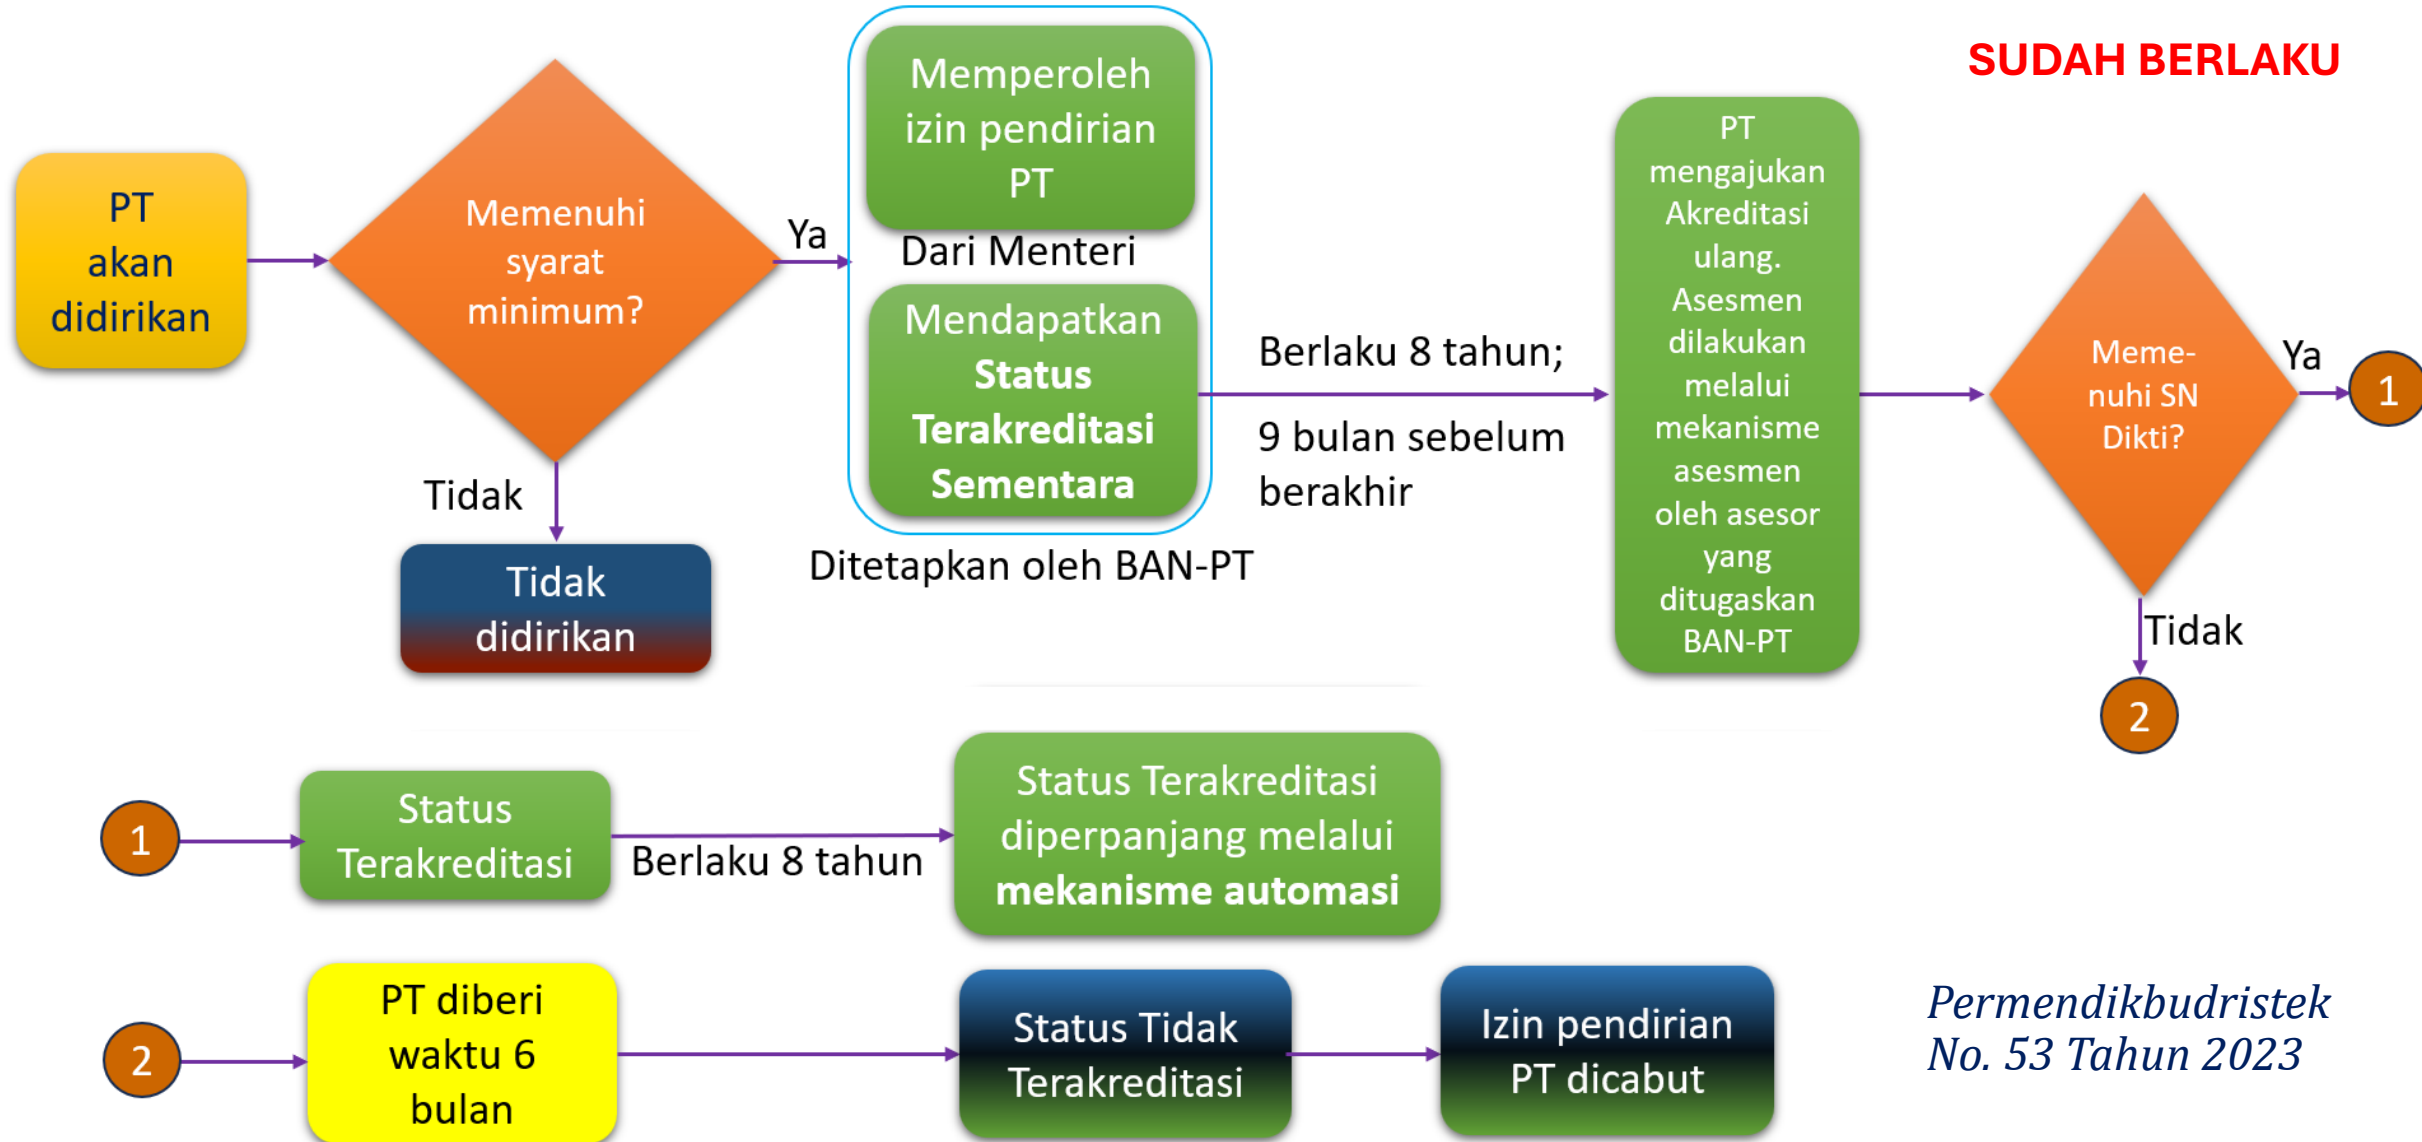 SUDAH BERLAKU
PT
akan
didirikan
Memenuhi
syarat
minimum?
Ya
Tidak
Tidak
didirikan
Memperoleh
izin pendirian
PT
Dari Menteri
Mendapatkan
Status
Terakreditasi
Sementara
Ditetapkan oleh BAN-PT
Berlaku 8 tahun;
9 bulan sebelum
berakhir
PT
mengajukan
Akreditasi
ulang.
Asesmen
dilakukan
melalui
mekanisme
asesmen
oleh asesor
yang
ditugaskan
BAN-PT
Meme-
nuhi SN
Dikti?
Ya
1
Tidak
2
1
Status
Terakreditasi
Berlaku 8 tahun
Status Terakreditasi
diperpanjang melalui
mekanisme automasi
2
PT diberi
waktu 6
bulan
Status Tidak
Terakreditasi
Izin pendirian
PT dicabut
Permendikbudristek
No. 53 Tahun 2023